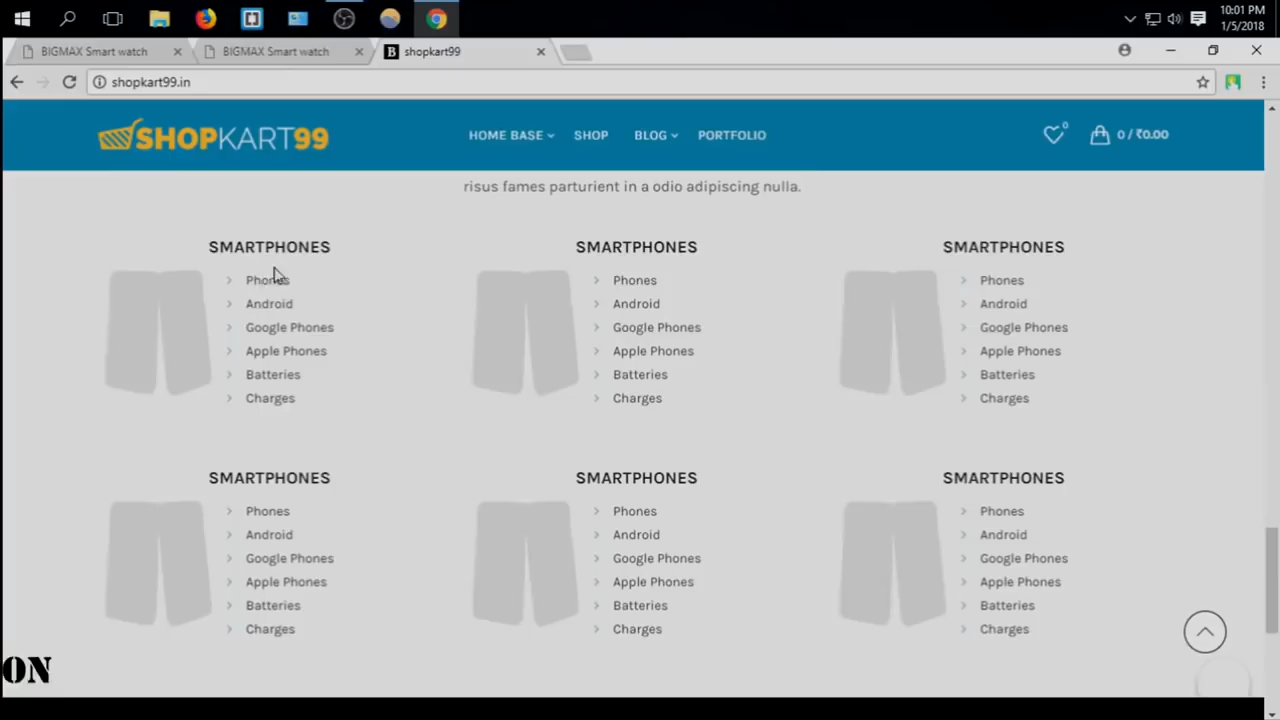 10:01 PM
1/5/2018
BIGMAX Smart watch
BIGMAX Smart watch
B shopkart99
shopkart99.in
SHOPKART99
HOME BASE
SHOP
BLOG
PORTFOLIO
0
0 / ₹0.00
risus fames parturient in a odio adipiscing nulla.
SMARTPHONES
Phones
Android
Google Phones
Apple Phones
Batteries
Charges
SMARTPHONES
Phones
Android
Google Phones
Apple Phones
Batteries
Charges
SMARTPHONES
Phones
Android
Google Phones
Apple Phones
Batteries
Charges
SMARTPHONES
Phones
Android
Google Phones
Apple Phones
Batteries
Charges
SMARTPHONES
Phones
Android
Google Phones
Apple Phones
Batteries
Charges
SMARTPHONES
Phones
Android
Google Phones
Apple Phones
Batteries
Charges
ON